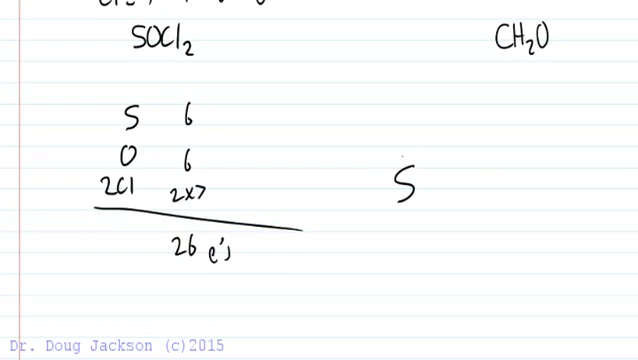 SOCl₂ CH₂O
S 6
O 6
2Cl 2x7
26 e's
S
Dr. Doug Jackson (c)2015